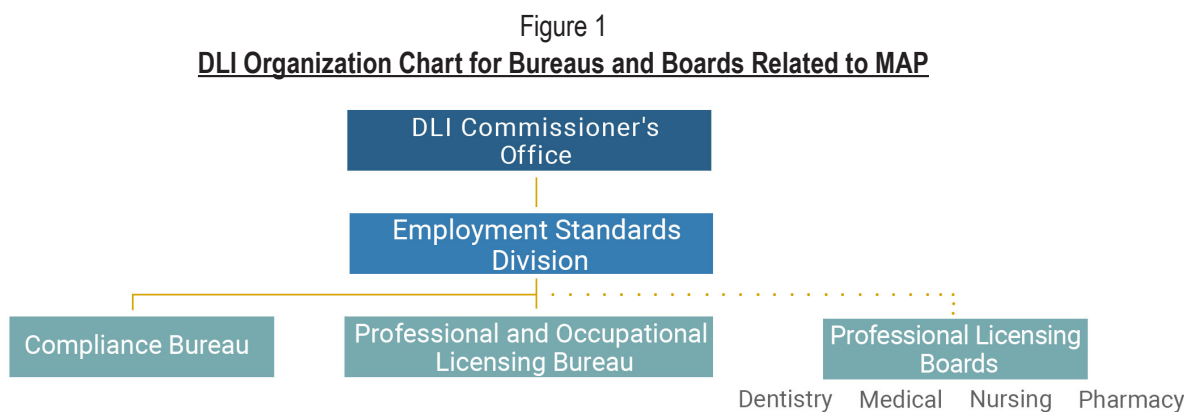 Figure 1
DLI Organization Chart for Bureaus and Boards Related to MAP
DLI Commissioner's
Office
Employment Standards
Division
Compliance Bureau
Professional and Occupational
Licensing Bureau
Professional Licensing
Boards
Dentistry Medical Nursing Pharmacy